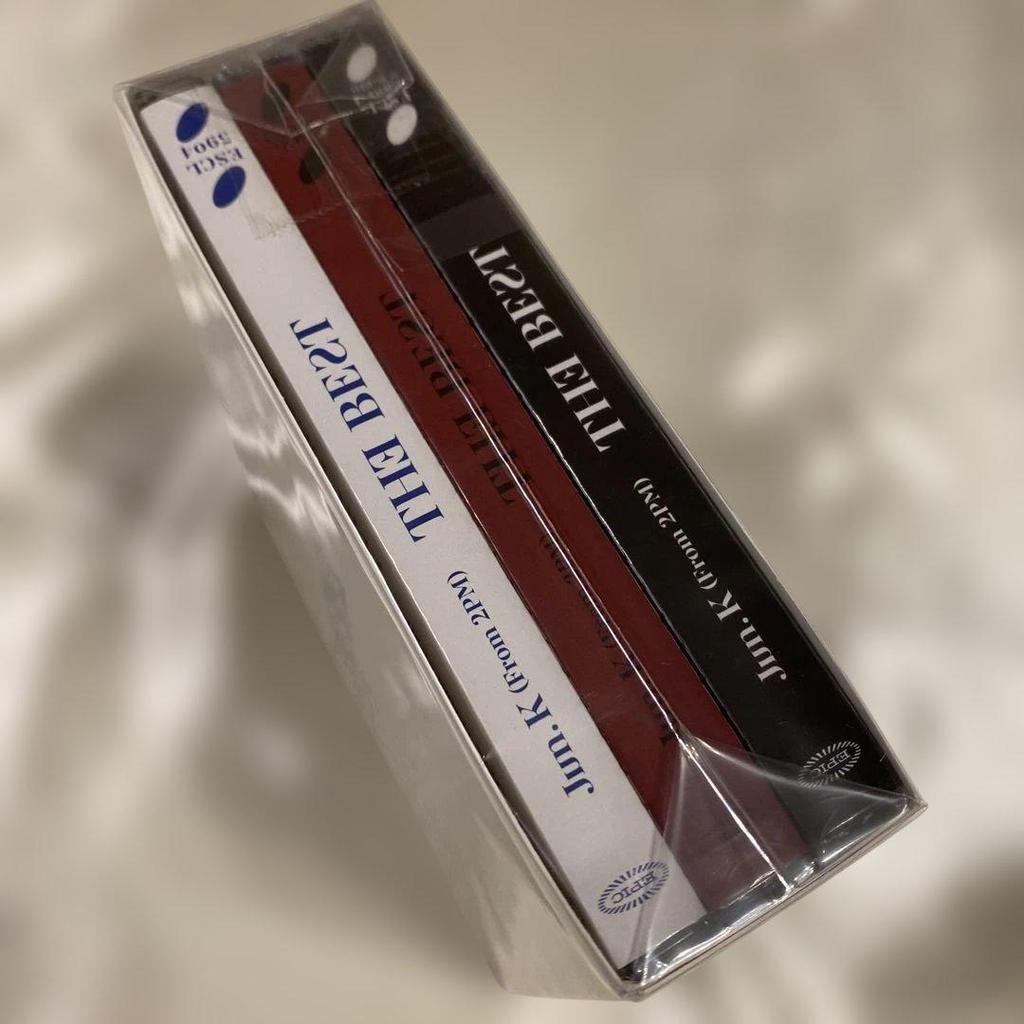 ESCL
5904
THE BEST
Jun. K (From 2PM)
EPIC
THE BEST
THE BEST
Jun. K (From 2PM)
EPIC